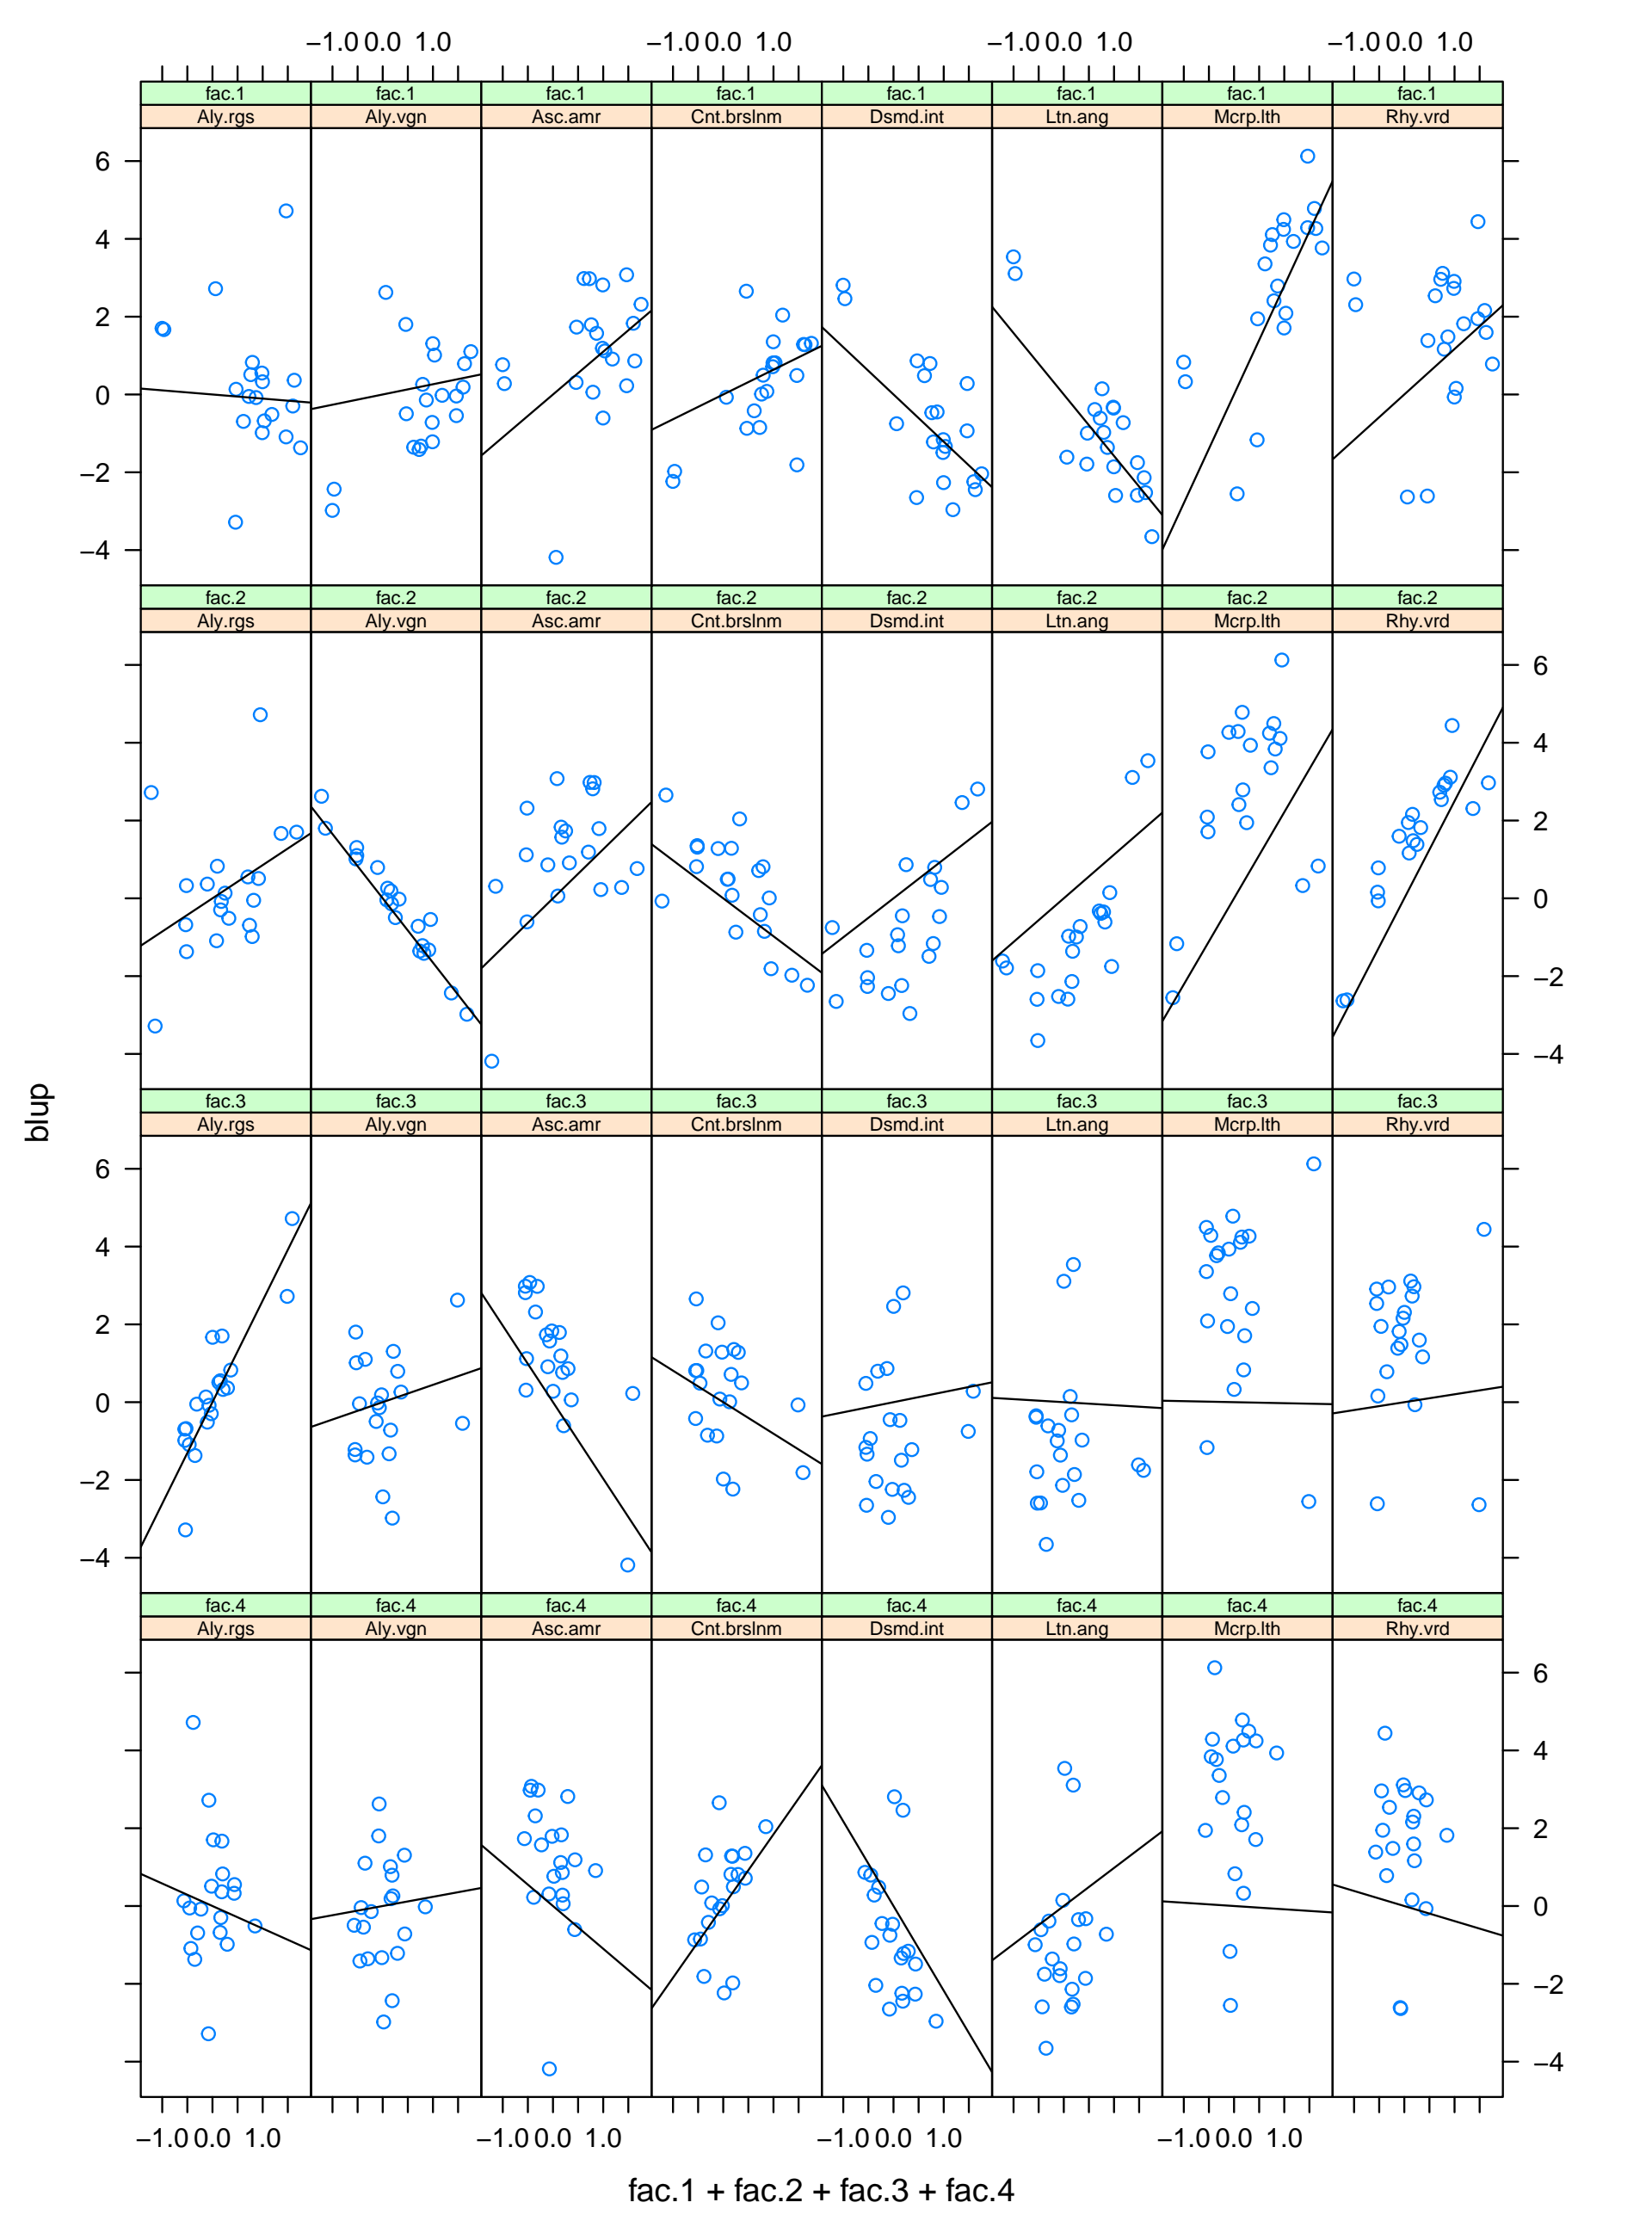 −1.0 0.0 1.0 −1.0 0.0 1.0 −1.0 0.0 1.0 −1.0 0.0 1.0
fac.1 fac.1 fac.1 fac.1 fac.1 fac.1 fac.1 fac.1
Aly.rgs Aly.vgn Asc.amr Cnt.brslnm Dsmd.int Ltn.ang Mcrp.lth Rhy.vrd
6
4
2
0
−2
−4
fac.2 fac.2 fac.2 fac.2 fac.2 fac.2 fac.2 fac.2
Aly.rgs Aly.vgn Asc.amr Cnt.brslnm Dsmd.int Ltn.ang Mcrp.lth Rhy.vrd
6
4
2
0
−2
−4
blup
fac.3 fac.3 fac.3 fac.3 fac.3 fac.3 fac.3 fac.3
Aly.rgs Aly.vgn Asc.amr Cnt.brslnm Dsmd.int Ltn.ang Mcrp.lth Rhy.vrd
6
4
2
0
−2
−4
fac.4 fac.4 fac.4 fac.4 fac.4 fac.4 fac.4 fac.4
Aly.rgs Aly.vgn Asc.amr Cnt.brslnm Dsmd.int Ltn.ang Mcrp.lth Rhy.vrd
6
4
2
0
−2
−4
−1.0 0.0 1.0 −1.0 0.0 1.0 −1.0 0.0 1.0 −1.0 0.0 1.0
fac.1 + fac.2 + fac.3 + fac.4